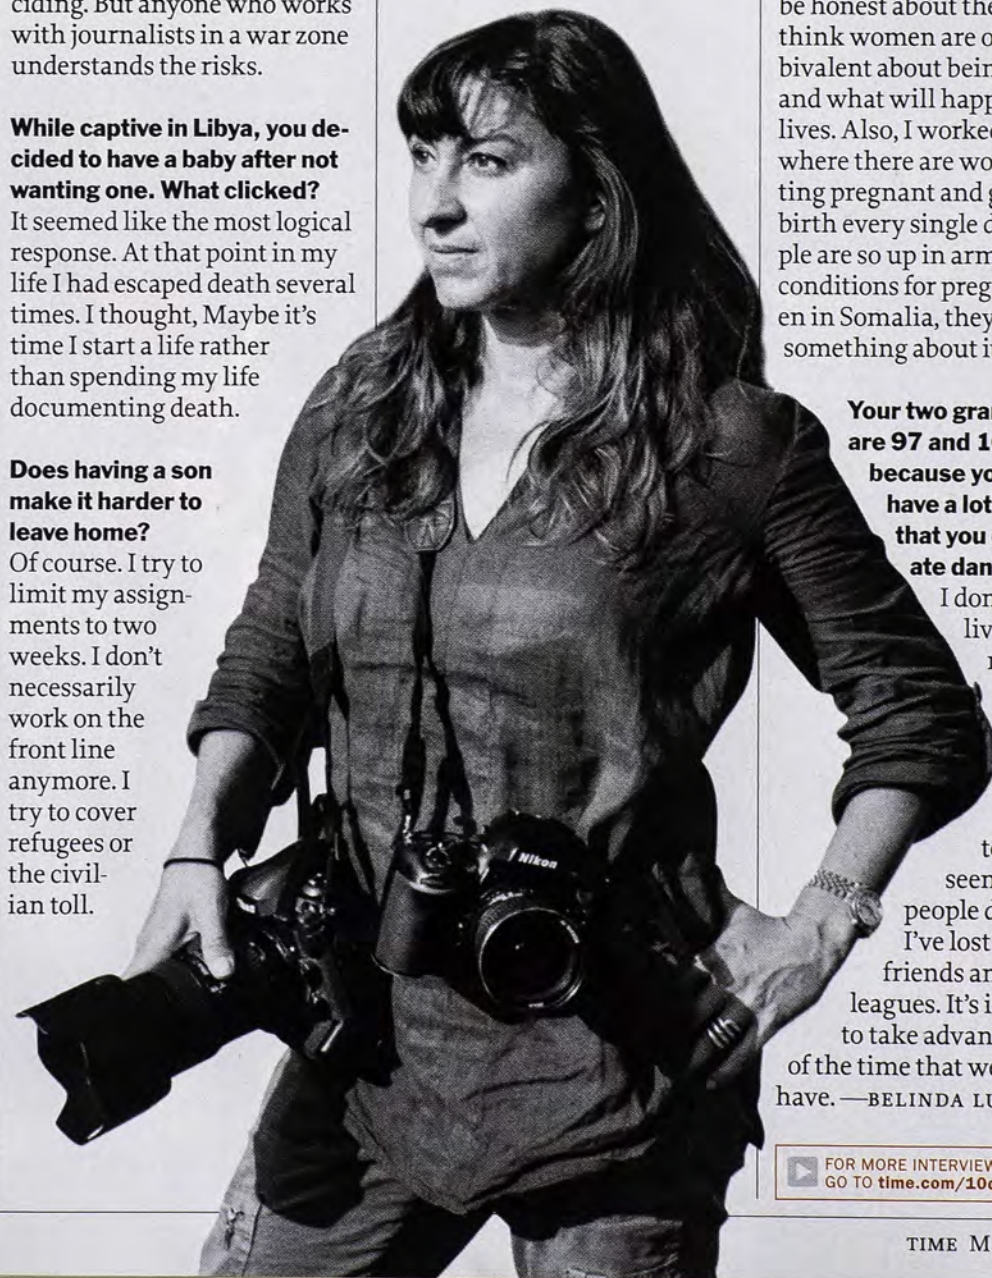 ciding. But anyone who works
with journalists in a war zone
understands the risks.
While captive in Libya, you de-
cided to have a baby after not
wanting one. What clicked?
It seemed like the most logical
response. At that point in my
life I had escaped death several
times. I thought, Maybe it's
time I start a life rather
than spending my life
documenting death.
Does having a son
make it harder to
leave home?
Of course. I try to
limit my assign-
ments to two
weeks. I don't
necessarily
work on the
front line
anymore. I
try to cover
refugees or
the civil-
ian toll.
Nikon
be honest about the
think women are o
bivalent about bein
and what will happ
lives. Also, I worked
where there are wo
ting pregnant and g
birth every single d
ple are so up in arm
conditions for preg
en in Somalia, they
something about i
Your two gra
are 97 and 10
because yo
have a lot
that you
ate dan
I don
liv
t
seen
people d
I've lost
friends an
leagues. It's i
to take advan
of the time that we
have. —BELINDA LU
FOR MORE INTERVIEW
GO TO time.com/10q
TIME M